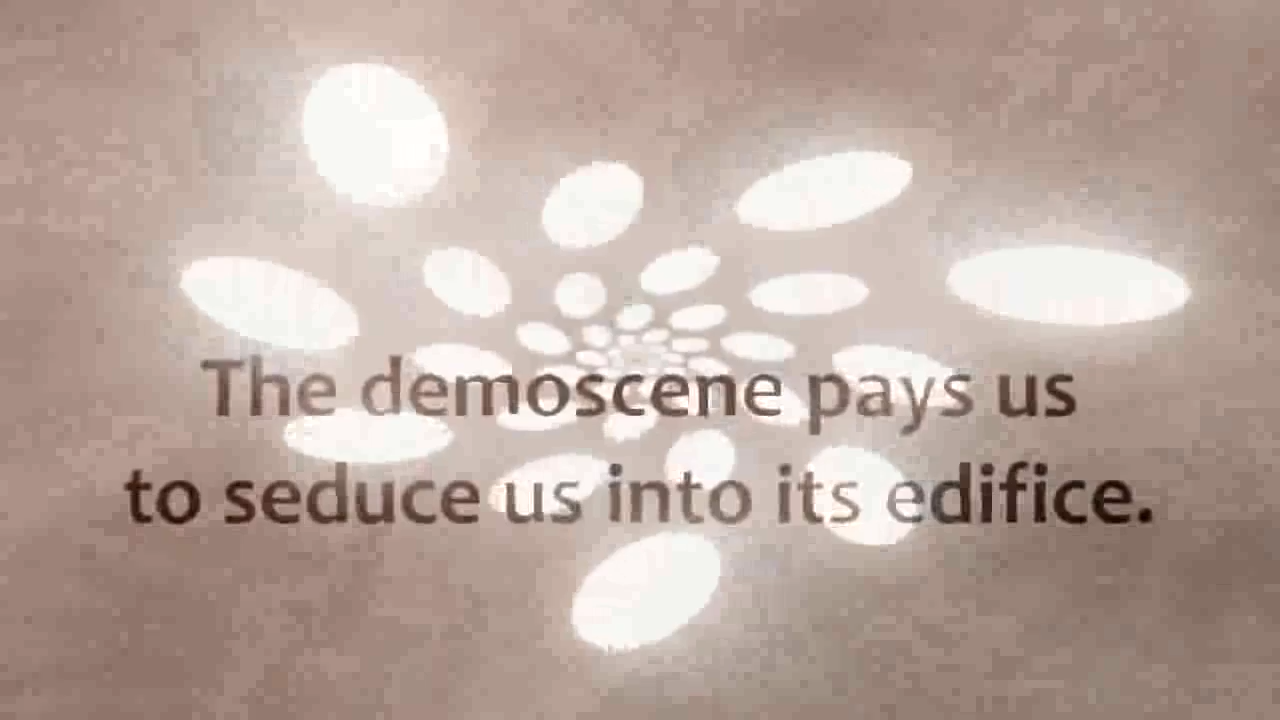 The demoscene pays us
to seduce us into its edifice.